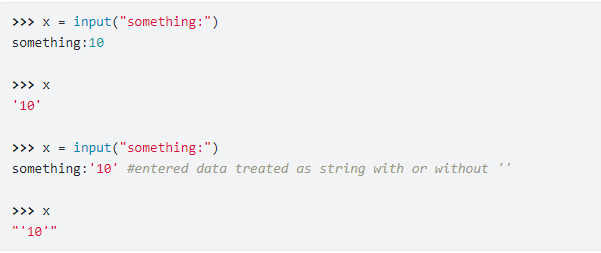 >>> x = input("something:")
something:10
>>> x
'10'
>>> x = input("something:")
something:'10' #entered data treated as string with or without ''
>>> x
"'10'"